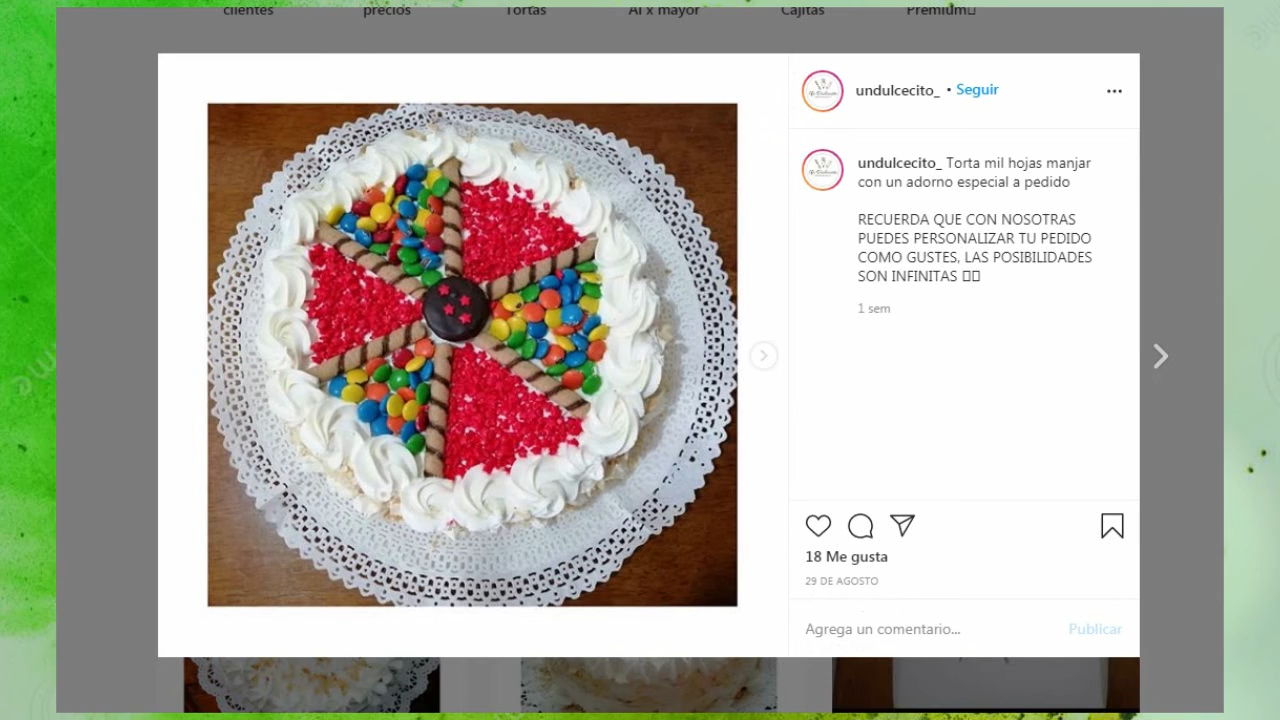 clientes precios Tortas Al x mayor Cajitas Premium
undulcecito_ • Seguir
undulcecito_ Torta mil hojas manjar
con un adorno especial a pedido
RECUERDA QUE CON NOSOTRAS
PUEDES PERSONALIZAR TU PEDIDO
COMO GUSTES, LAS POSIBILIDADES
SON INFINITAS
1 sem
18 Me gusta
29 DE AGOSTO
Agrega un comentario...
Publicar